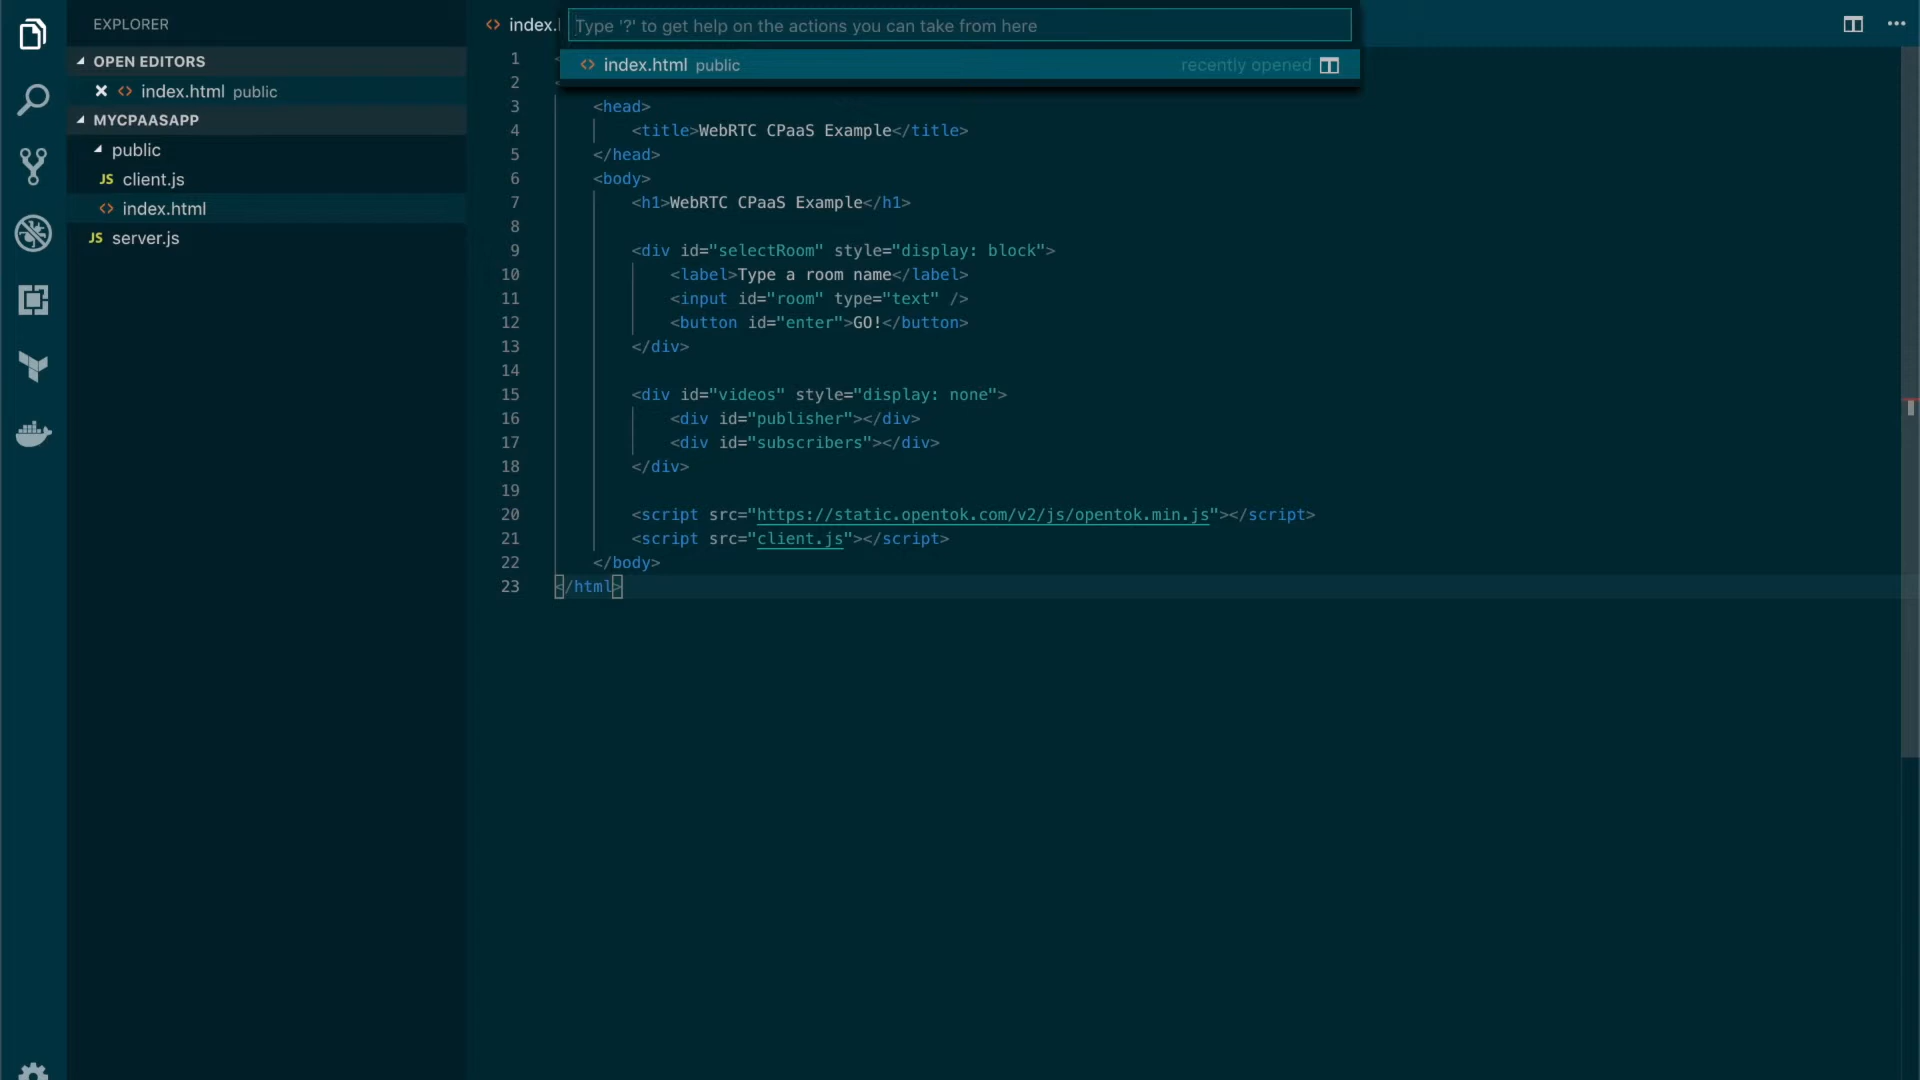 EXPLORER
OPEN EDITORS
index.html public
MYCPAASAPP
public
JS client.js
index.html
JS server.js
index.
Type '?' to get help on the actions you can take from here
index.html public recently opened
1
2
3 <head>
4 <title>WebRTC CPaaS Example</title>
5 </head>
6 <body>
7 <h1>WebRTC CPaaS Example</h1>
8
9 <div id="selectRoom" style="display: block">
10 <label>Type a room name</label>
11 <input id="room" type="text" />
12 <button id="enter">GO!</button>
13 </div>
14
15 <div id="videos" style="display: none">
16 <div id="publisher"></div>
17 <div id="subscribers"></div>
18 </div>
19
20 <script src="https://static.opentok.com/v2/js/opentok.min.js"></script>
21 <script src="client.js"></script>
22 </body>
23 </html>